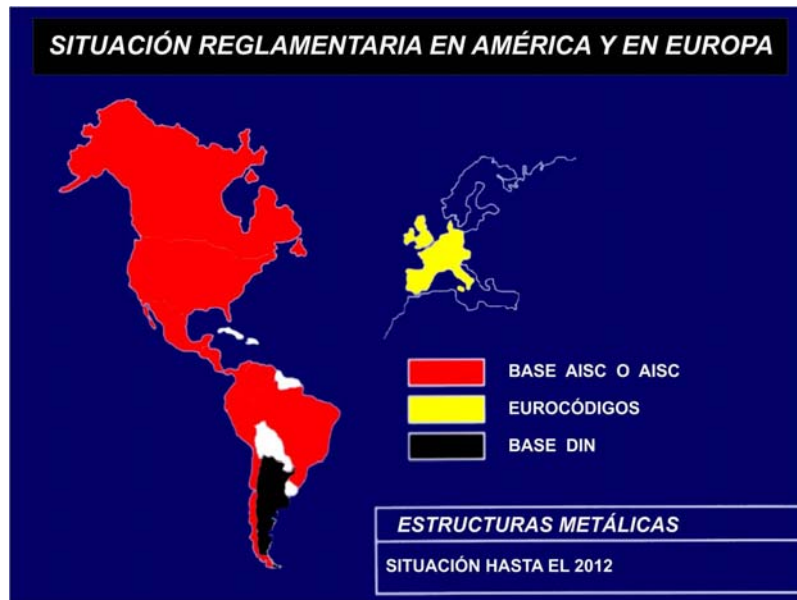 SITUACIÓN REGLAMENTARIA EN AMÉRICA Y EN EUROPA
BASE AISC O AISC
EUROCÓDIGOS
BASE DIN
ESTRUCTURAS METÁLICAS
SITUACIÓN HASTA EL 2012